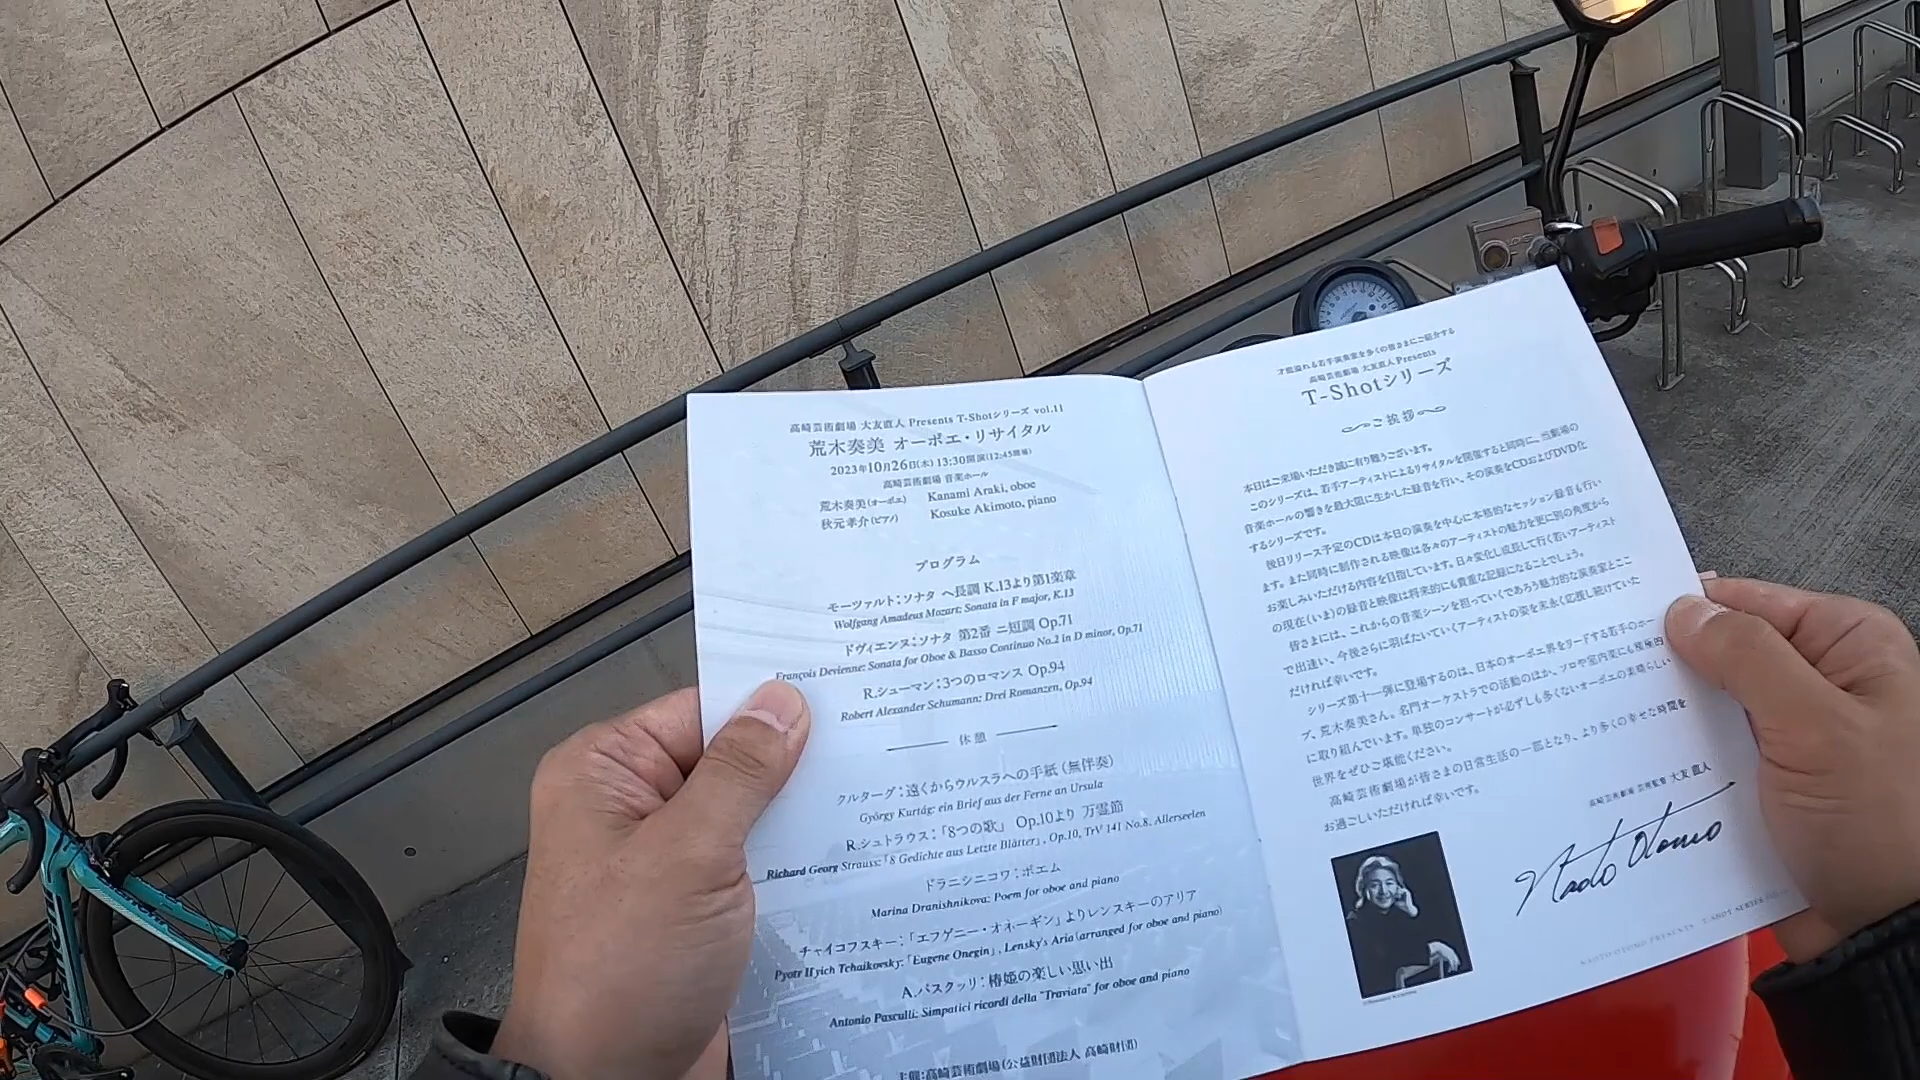 高崎芸術劇場 大友直人 Presents T-Shotシリーズ vol.11
荒木奏美 オーボエ・リサイタル
2023年10月26日(木) 13:30開演(12:45開場)
高崎芸術劇場 音楽ホール
荒木奏美(オーボエ) Kanami Araki, oboe
秋元孝介(ピアノ) Kosuke Akimoto, piano
プログラム
モーツァルト:ソナタ ヘ長調 K.13より第1楽章
Wolfgang Amadeus Mozart: Sonata in F major, K.13
ドヴィエンヌ:ソナタ 第2番 ニ短調 Op.71
François Devienne: Sonata for Oboe & Basso Continuo No.2 in D minor, Op.71
R.シューマン:3つのロマンス Op.94
Robert Alexander Schumann: Drei Romanzen, Op.94
休憩
クルターグ:遠くからウルスラへの手紙(無伴奏)
György Kurtág: ein Brief aus der Ferne an Ursula
R.シュトラウス:「8つの歌」 Op.10より 万霊節
Richard Georg Strauss:「8 Gedichte aus Letzte Blätter」, Op.10, TrV 141 No.8. Allerseelen
ドラニシニコワ:ポエム
Marina Dranishnikova: Poem for oboe and piano
チャイコフスキー:「エフゲニー・オネーギン」よりレンスキーのアリア
Pyotr Il'yich Tchaikovsky:「Eugene Onegin」, Lensky's Aria(arranged for oboe and piano)
A.パスクッリ:椿姫の楽しい思い出
Antonio Pasculli: Simpatici ricordi della "Traviata" for oboe and piano
主催:高崎芸術劇場(公益財団法人 高崎財団)
才能溢れる若手演奏家を多くの皆さまにご紹介する
高崎芸術劇場 大友直人 Presents
T-Shotシリーズ
ご挨拶
本日はご来場いただき誠に有り難うございます。
このシリーズは、若手アーティストによるリサイタルを開催すると同時に、当劇場の
音楽ホールの響きを最大限に生かした録音を行い、その演奏をCDおよびDVD化
するシリーズです。
後日リリース予定のCDは本日の演奏を中心に本格的なセッション録音も行い
ます。また同時に制作される映像は各々のアーティストの魅力を更に別の角度から
お楽しみいただける内容を目指しています。日々変化し成長して行く若いアーティスト
の現在(いま)の録音と映像は将来的にも貴重な記録になることでしょう。
皆さまには、これからの音楽シーンを担っていくであろう魅力的な演奏家とここ
で出逢い、今後さらに羽ばたいていくアーティストの姿を末永く応援し続けていた
だければ幸いです。
シリーズ第十一弾に登場するのは、日本のオーボエ界をリードする若手のホー
プ、荒木奏美さん。名門オーケストラでの活動のほか、ソロや室内楽にも積極的
に取り組んでいます。単独のコンサートが必ずしも多くないオーボエの素晴らしい
世界をぜひご堪能ください。
高崎芸術劇場が皆さまの日常生活の一部となり、より多くの幸せな時間を
お過ごしいただければ幸いです。
高崎芸術劇場 芸術監督 大友 直人
Naoto Otomo
NAOTO OTOMO PRESENTS T-SHOT SERIES